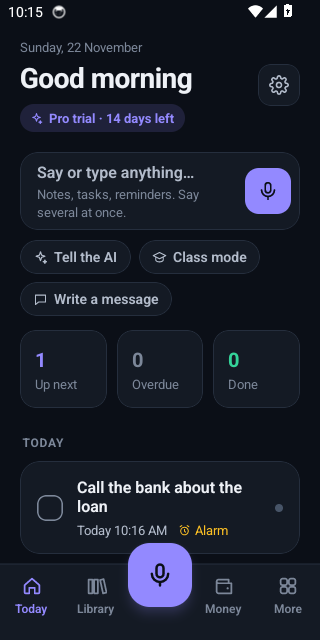 10:15
Sunday, 22 November
Good morning
Pro trial · 14 days left
Say or type anything...
Notes, tasks, reminders. Say
several at once.
Tell the AI
Class mode
Write a message
1
Up next
0
Overdue
0
Done
TODAY
Call the bank about the
loan
Today 10:16 AM
Alarm
Today
Library
Money
More